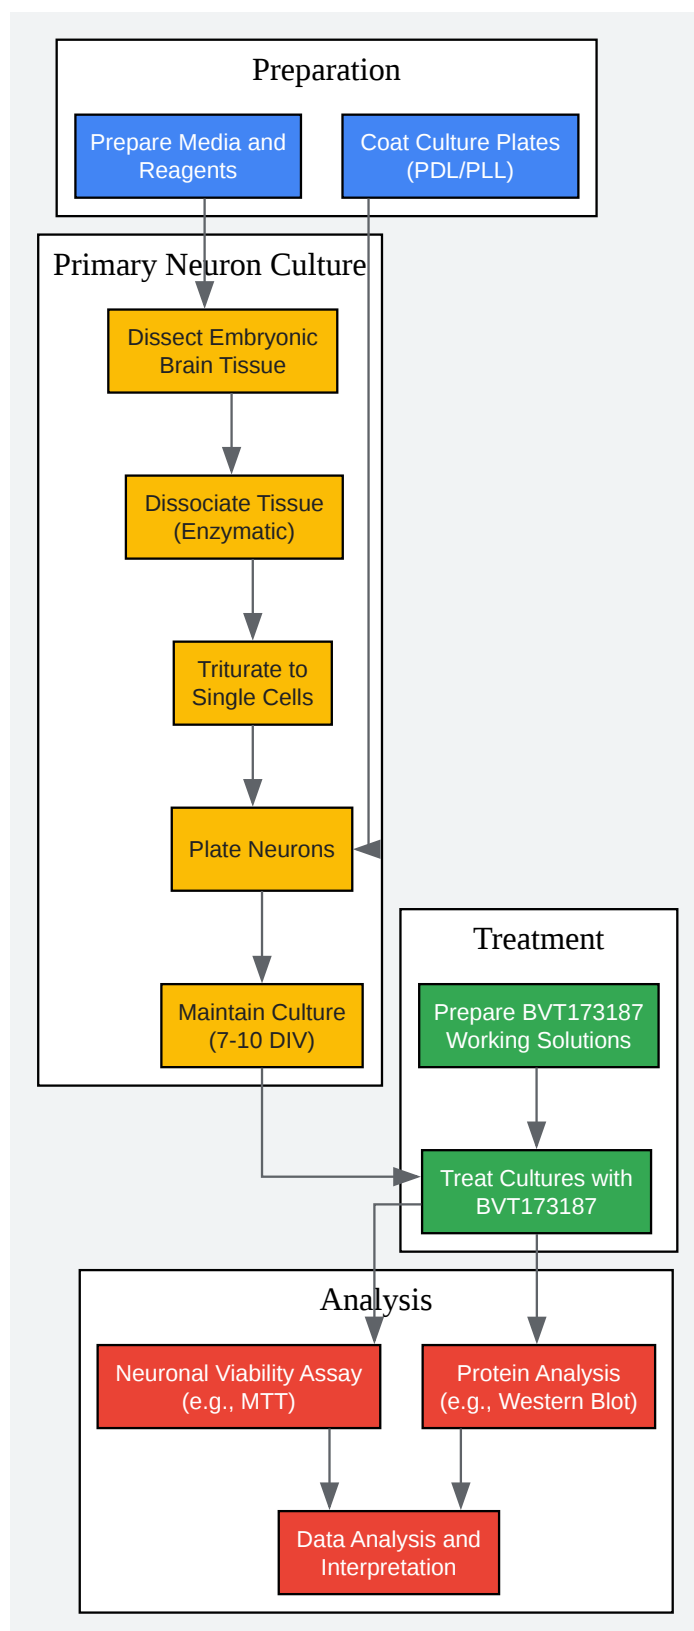 Preparation
Prepare Media and
Reagents
Coat Culture Plates
(PDL/PLL)
Primary Neuron Culture
Dissect Embryonic
Brain Tissue
Dissociate Tissue
(Enzymatic)
Triturate to
Single Cells
Plate Neurons
Maintain Culture
(7-10 DIV)
Treatment
Prepare BVT173187
Working Solutions
Treat Cultures with
BVT173187
Analysis
Neuronal Viability Assay
(e.g., MTT)
Protein Analysis
(e.g., Western Blot)
Data Analysis and
Interpretation